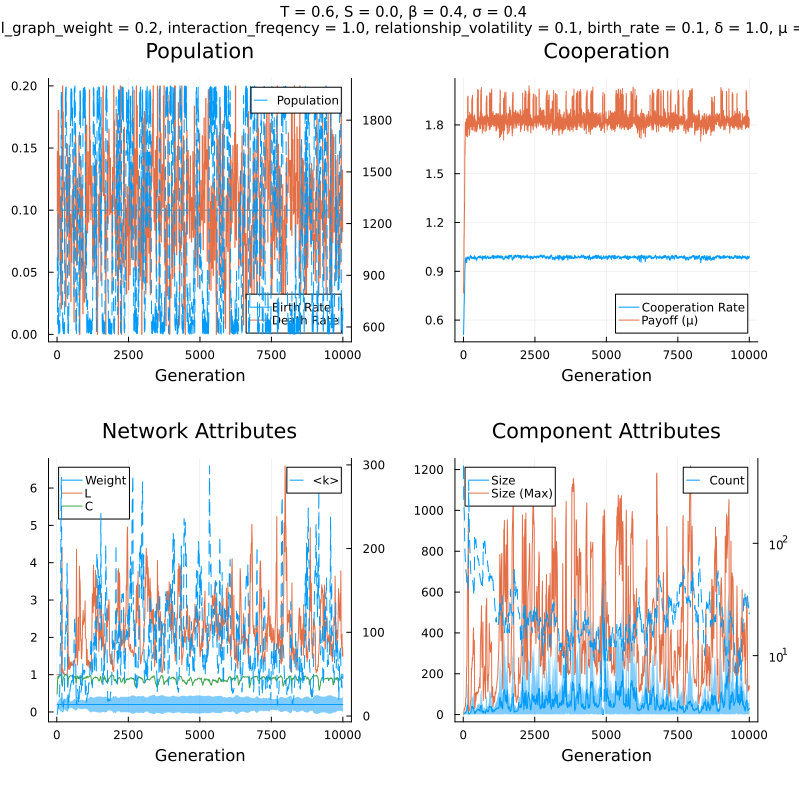 T = 0.6, S = 0.0, β = 0.4, σ = 0.4
l_graph_weight = 0.2, interaction_freqency = 1.0, relationship_volatility = 0.1, birth_rate = 0.1, δ = 1.0, μ =
Population
Cooperation
0.20
0.15
0.10
0.05
0.00
Population
Birth Rate
Death Rate
1800
1500
1200
900
600
0 2500 5000 7500 10000
Generation
1.8
1.5
1.2
0.9
0.6
Cooperation Rate
Payoff (μ)
0 2500 5000 7500 10000
Generation
Network Attributes
Component Attributes
6
5
4
3
2
1
0
Weight
L
C
<k>
300
200
100
0
0 2500 5000 7500 10000
Generation
1200
1000
800
600
400
200
0
Size
Size (Max)
Count
10²
10¹
0 2500 5000 7500 10000
Generation